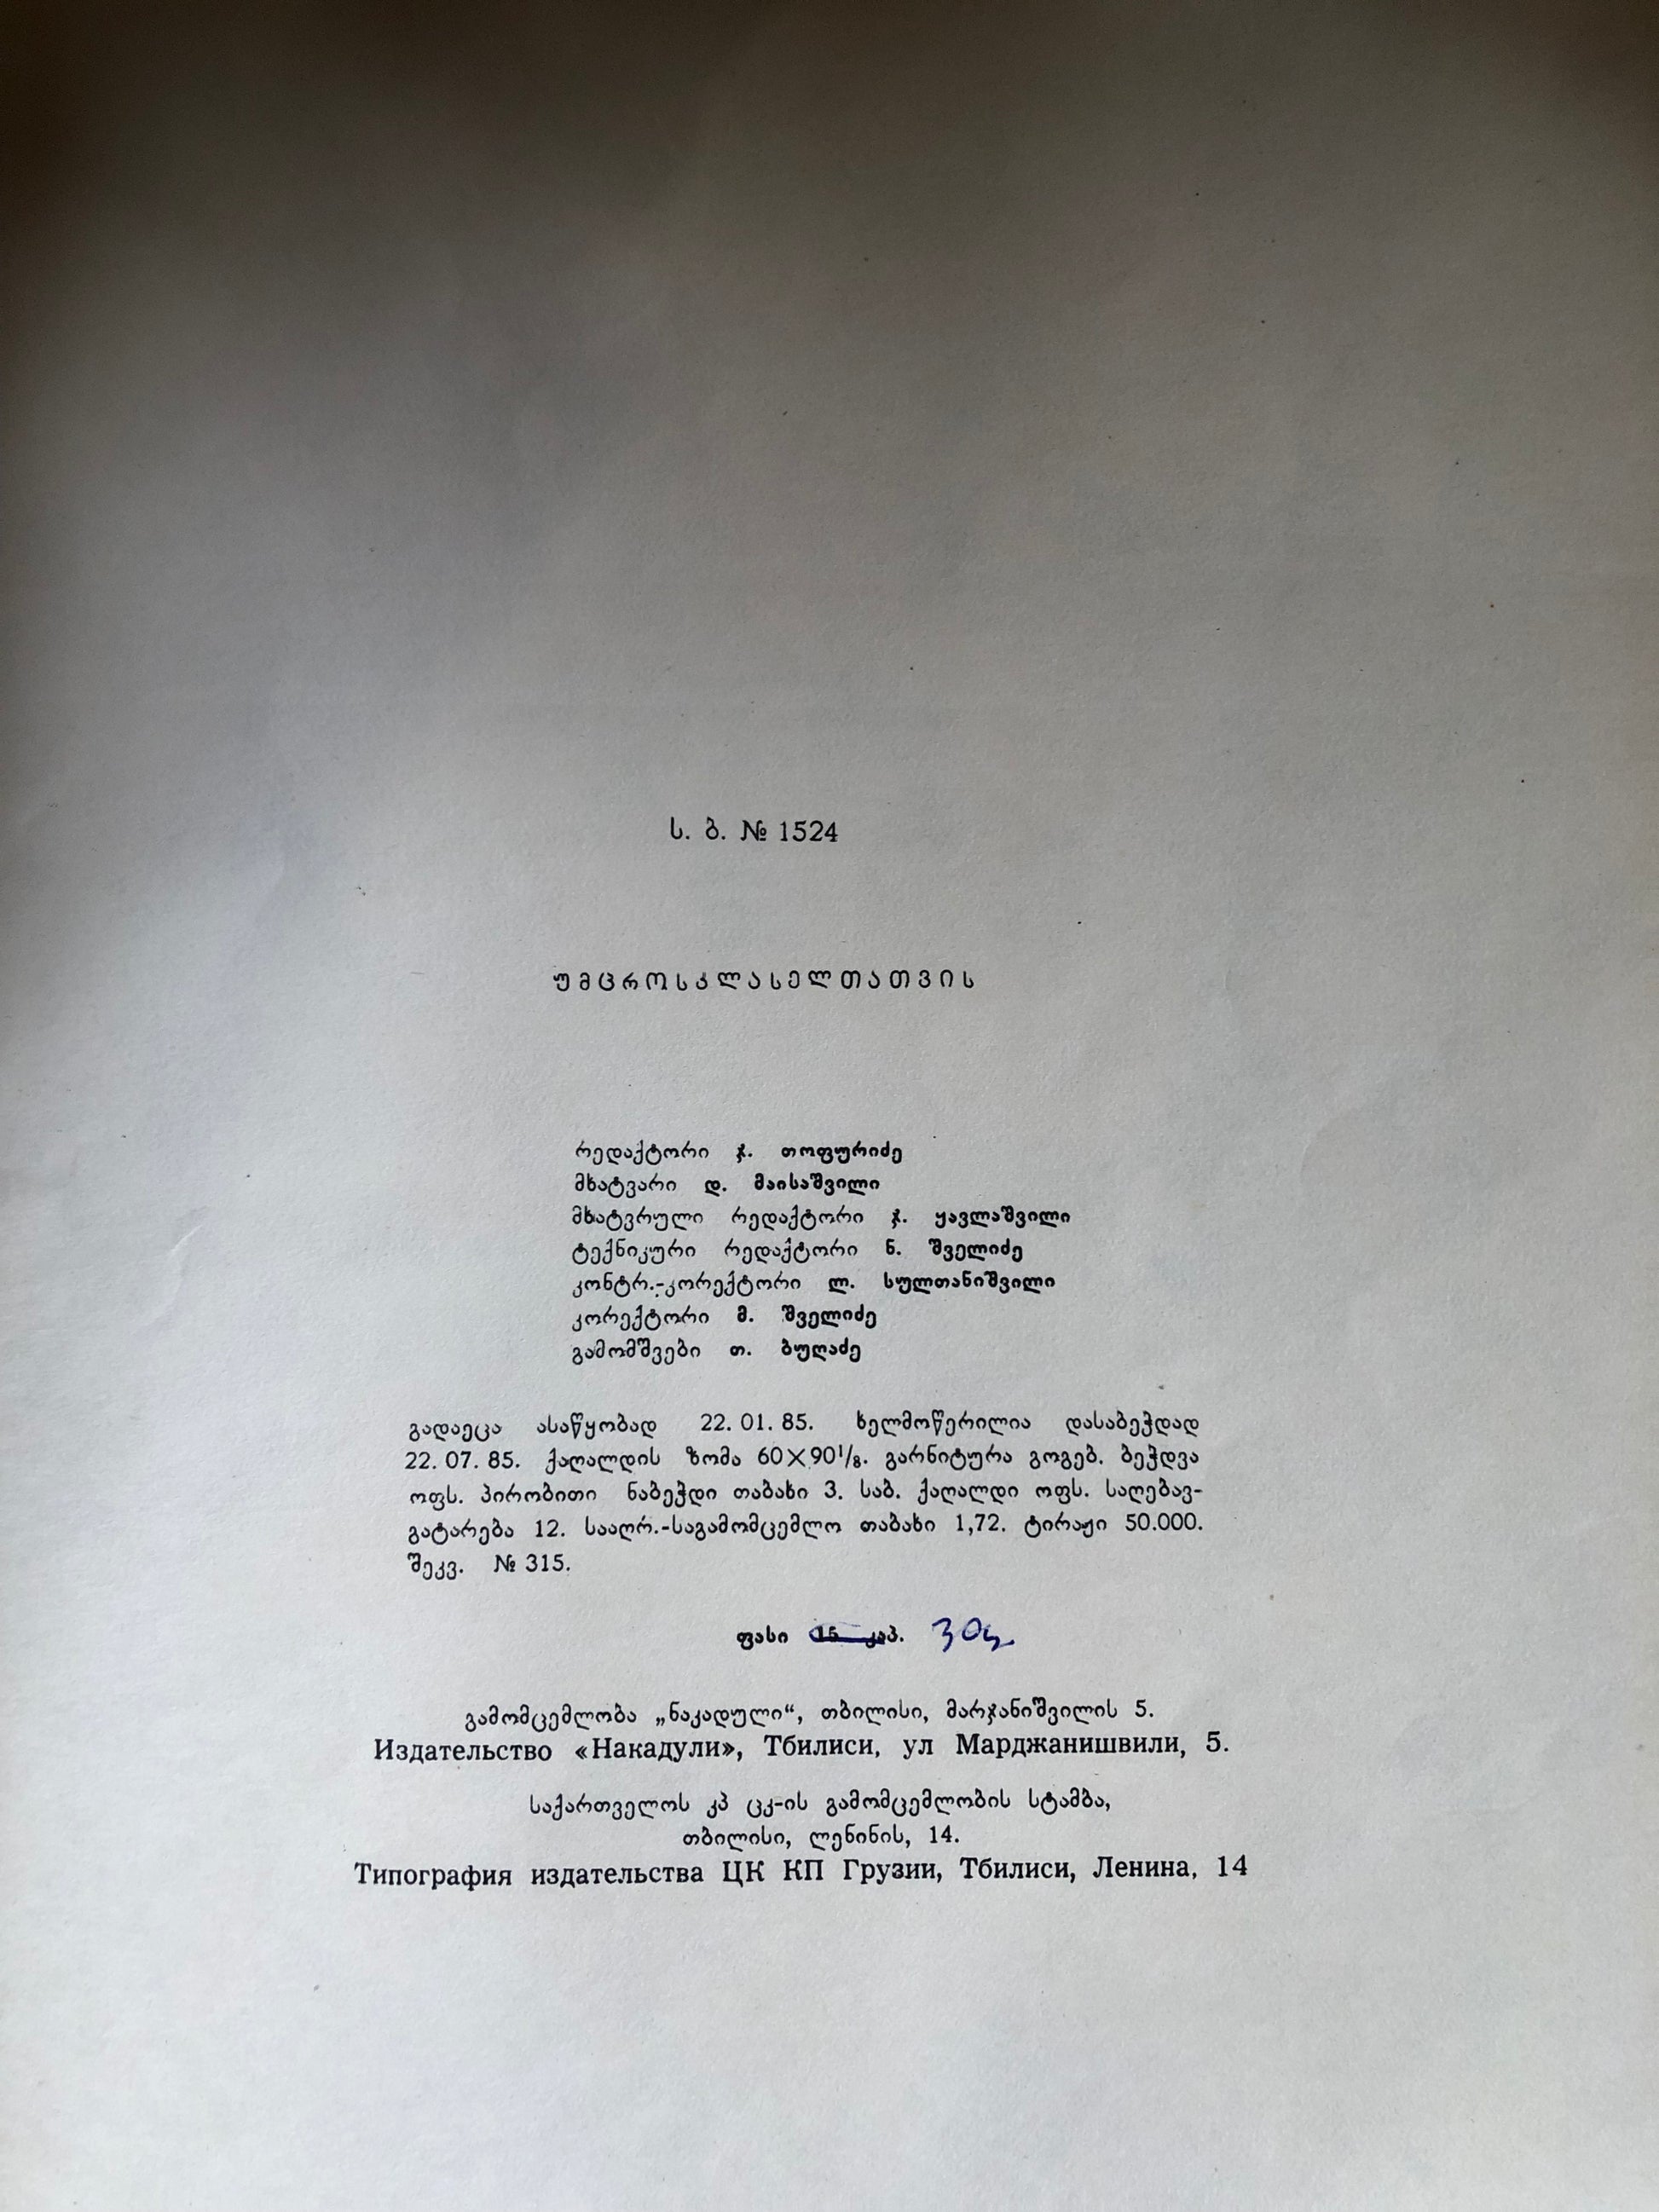 ს. ბ. № 1524
უმცროსკლასელთათვის
რედაქტორი ჯ. თოფურიძე
მხატვარი დ. მაისაშვილი
მხატვრული რედაქტორი ჯ. ყავლაშვილი
ტექნიკური რედაქტორი ნ. შველიძე
კონტრ.-კორექტორი ლ. სულთანიშვილი
კორექტორი მ. შველიძე
გამომშვები თ. ბუღაძე
გადაეცა ასაწყობად 22. 01. 85. ხელმოწერილია დასაბეჭდად
22. 07. 85. ქაღალდის ზომა 60×90¹/₈. გარნიტურა გოგებ. ბეჭდვა
ოფს. პირობითი ნაბეჭდი თაბახი 3. საბ. ქაღალდი ოფს. საღებავ-
გატარება 12. სააღრ.-საგამომცემლო თაბახი 1,72. ტირაჟი 50.000.
შეკვ. № 315.
ფასი 15 კაპ.
გამომცემლობა „ნაკადული“, თბილისი, მარჯანიშვილის 5.
Издательство «Накадули», Тбилиси, ул Марджанишвили, 5.
საქართველოს კპ ცკ-ის გამომცემლობის სტამბა,
თბილისი, ლენინის, 14.
Типография издательства ЦК КП Грузии, Тбилиси, Ленина, 14